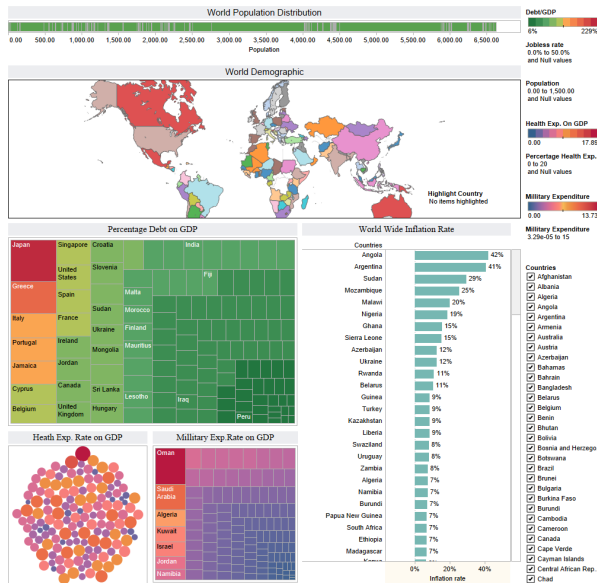 World Population Distribution
0.00 500.00 1,000.00 1,500.00 2,000.00 2,500.00 3,000.00 3,500.00 4,000.00 4,500.00 5,000.00 5,500.00 6,000.00 6,500.00
Population
World Demographic
Highlight Country
No items highlighted
Percentage Debt on GDP
Japan
Greece
Italy
Portugal
Jamaica
Cyprus
Belgium
Singapore
United
States
Spain
France
Ireland
Jordan
Canada
United
Kingdom
Croatia
Slovenia
Sudan
Ukraine
Mongolia
Sri Lanka
Hungary
Malta
Morocco
Finland
Mauritius
Lesotho
India
Fiji
Iraq
Peru
Heath Exp. Rate on GDP
Millitary Exp.Rate on GDP
Oman
Saudi
Arabia
Algeria
Kuwait
Israel
Jordan
Namibia
World Wide Inflation Rate
Countries
Angola 42%
Argentina 41%
Sudan 29%
Mozambique 25%
Malawi 20%
Nigeria 19%
Ghana 15%
Sierra Leone 15%
Azerbaijan 12%
Ukraine 12%
Rwanda 11%
Belarus 11%
Guinea 9%
Turkey 9%
Kazakhstan 9%
Liberia 9%
Swaziland 8%
Uruguay 8%
Zambia 8%
Algeria 7%
Namibia 7%
Burundi 7%
Papua New Guinea 7%
South Africa 7%
Ethiopia 7%
Madagascar 7%
0% 20% 40%
Inflation rate
Debt/GDP
6% 229%
Jobless rate
0.0% to 50.0%
and Null values
Population
0.00 to 1,500.00
and Null values
Health Exp. On GDP
0.00 17.89
Percentage Health Exp.
0 to 20
and Null values
Military Expenditure
0.00 13.73
Military Expenditure
3.29e-05 to 15
Countries
Afghanistan
Albania
Algeria
Angola
Argentina
Armenia
Australia
Austria
Azerbaijan
Bahamas
Bahrain
Bangladesh
Belarus
Belgium
Benin
Bhutan
Bolivia
Bosnia and Herzego
Botswana
Brazil
Brunei
Bulgaria
Burkina Faso
Burundi
Cambodia
Cameroon
Canada
Cape Verde
Cayman Islands
Central African Rep.
Chad